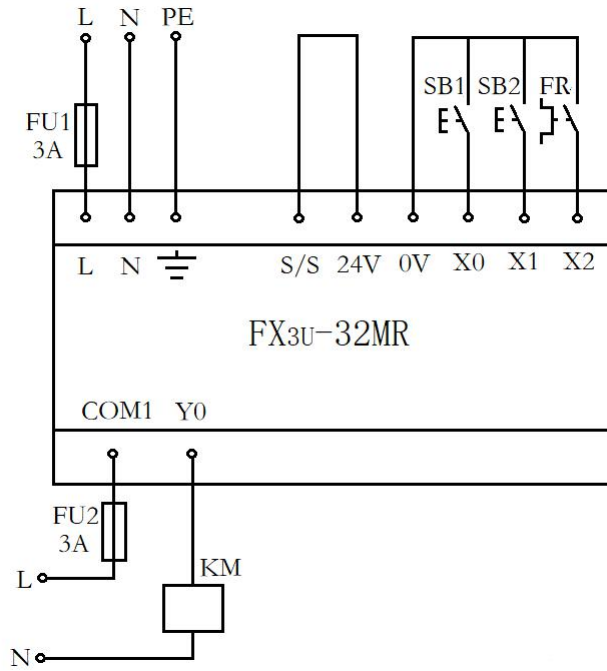 L N PE
SB1 SB2 FR
FU1
3A
L N S/S 24V 0V X0 X1 X2
FX3U-32MR
COM1 Y0
FU2
3A
L
KM
N